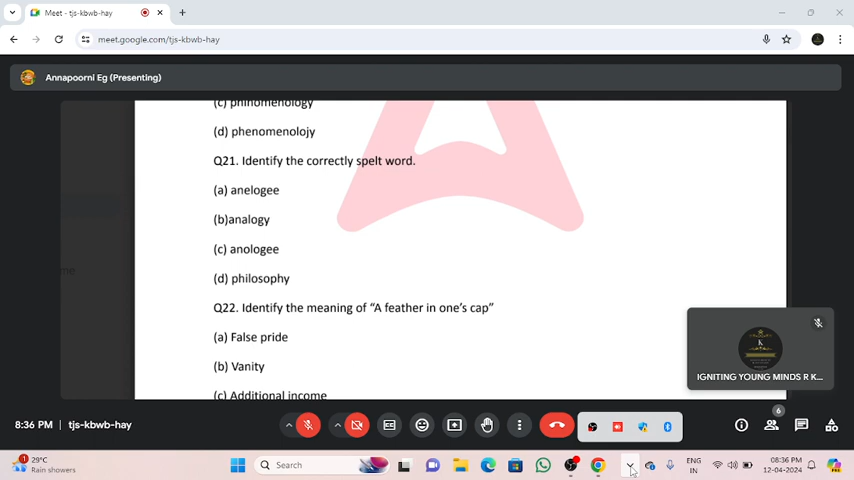 Meet - tjs-kbwb-hay
meet.google.com/tjs-kbwb-hay
Annapoorni Eg (Presenting)
(c) phinomenology
(d) phenomenolojy
Q21. Identify the correctly spelt word.
(a) anelogee
(b)analogy
(c) anologee
(d) philosophy
Q22. Identify the meaning of “A feather in one’s cap”
(a) False pride
(b) Vanity
(c) Additional income
K
IGNITING YOUNG MINDS R K...
8:36 PM | tjs-kbwb-hay
6
1
29°C
Rain showers
Search
ENG
IN
08:36 PM
12-04-2024